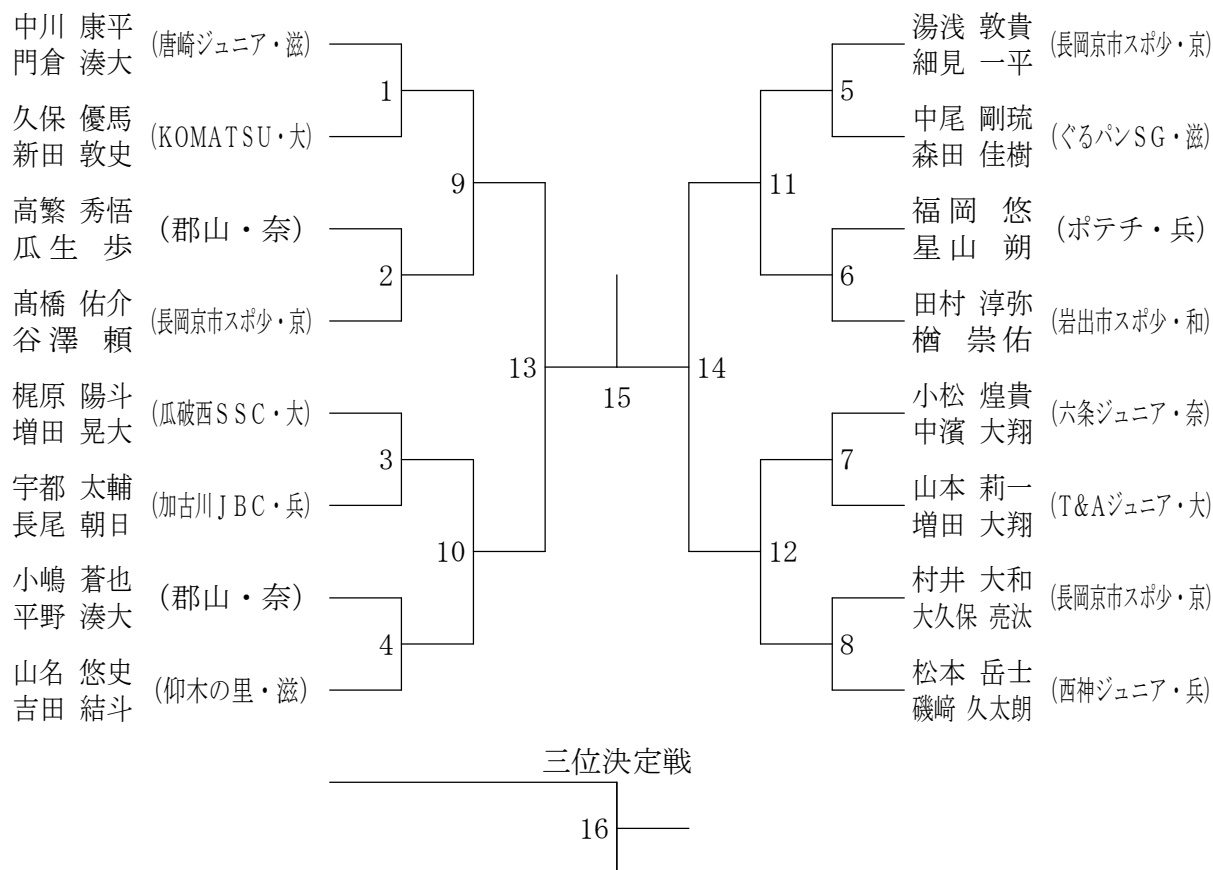 中川 康平
門倉 湊大
(唐崎ジュニア・滋)
1
久保 優馬
新田 敦史
(KOMATSU・大)
9
高繁 秀悟
瓜生 歩
(郡山・奈)
2
髙橋 佑介
谷澤 頼
(長岡京市スポ少・京)
13
梶原 陽斗
増田 晃大
(瓜破西SSC・大)
3
宇都 太輔
長尾 朝日
(加古川JBC・兵)
10
小嶋 蒼也
平野 湊大
(郡山・奈)
4
山名 悠史
吉田 結斗
(仰木の里・滋)
15
湯浅 敦貴
細見 一平
(長岡京市スポ少・京)
5
中尾 剛琉
森田 佳樹
(ぐるパンSG・滋)
11
福岡 悠
星山 朔
(ポテチ・兵)
6
田村 淳弥
楢 崇佑
(岩出市スポ少・和)
14
小松 煌貴
中濱 大翔
(六条ジュニア・奈)
7
山本 莉一
増田 大翔
(T&Aジュニア・大)
12
村井 大和
大久保 亮汰
(長岡京市スポ少・京)
8
松本 岳士
磯﨑 久太朗
(西神ジュニア・兵)
三位決定戦
16